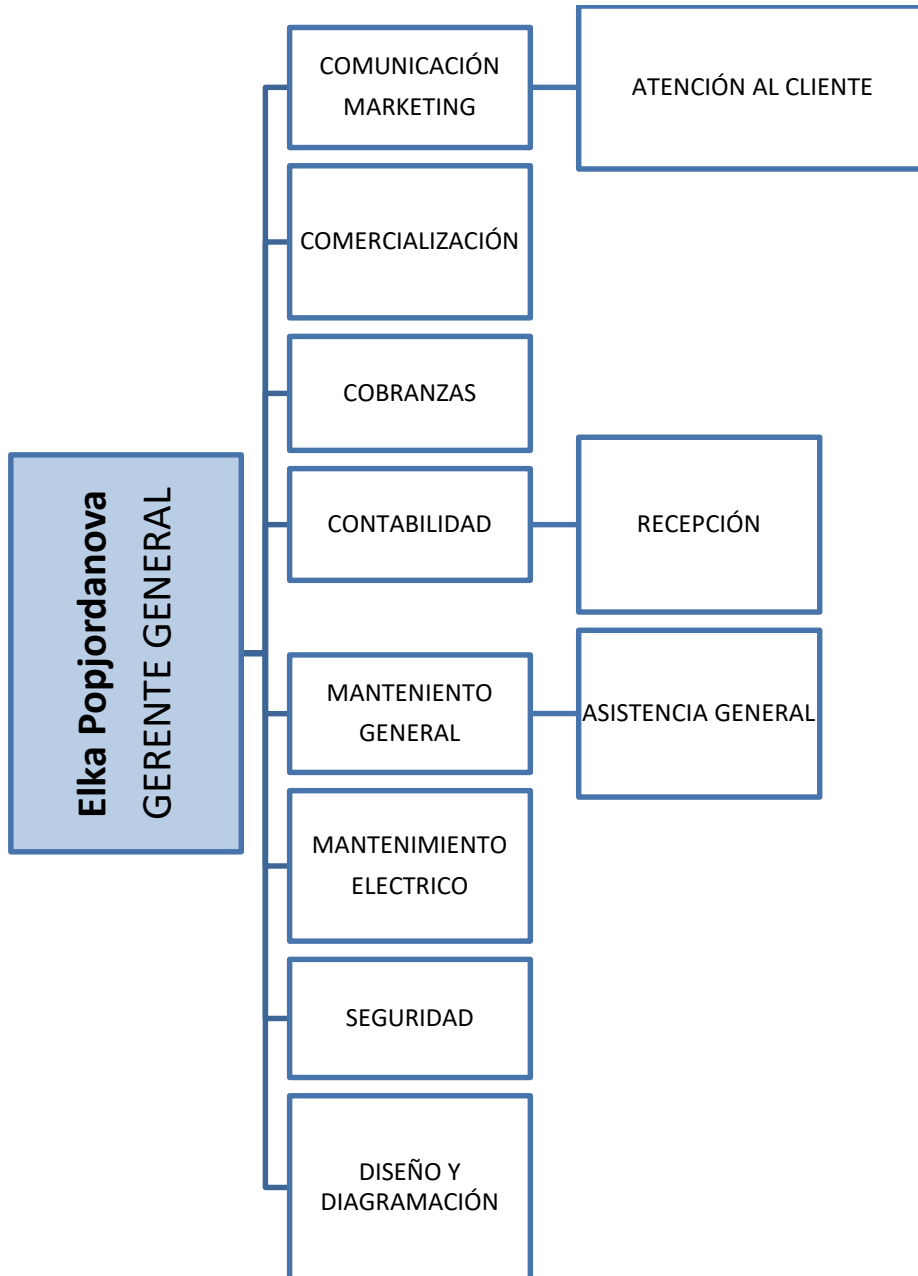 Elka Popjordanova
GERENTE GENERAL
COMUNICACIÓN
MARKETING
ATENCIÓN AL CLIENTE
COMERCIALIZACIÓN
COBRANZAS
CONTABILIDAD
RECEPCIÓN
MANTENIENTO
GENERAL
ASISTENCIA GENERAL
MANTENIMIENTO
ELECTRICO
SEGURIDAD
DISEÑO Y
DIAGRAMACIÓN